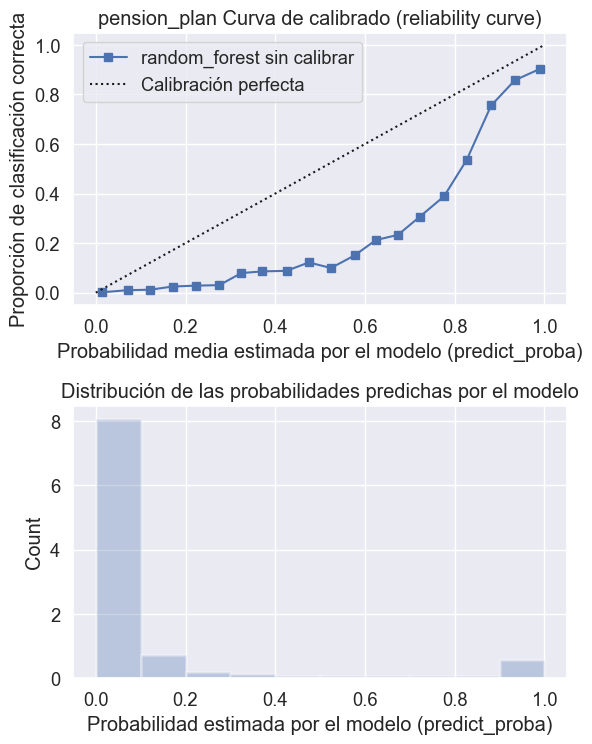 pension_plan Curva de calibrado (reliability curve)
random_forest sin calibrar
Calibración perfecta
Proporción de clasificación correcta
1.0
0.8
0.6
0.4
0.2
0.0
0.0 0.2 0.4 0.6 0.8 1.0
Probabilidad media estimada por el modelo (predict_proba)
Distribución de las probabilidades predichas por el modelo
Count
8
6
4
2
0
0.0 0.2 0.4 0.6 0.8 1.0
Probabilidad estimada por el modelo (predict_proba)